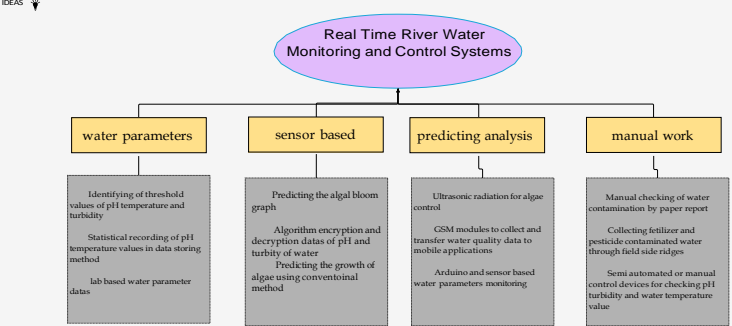 IDEAS
Real Time River Water
Monitoring and Control Systems
water parameters
sensor based
predicting analysis
manual work
Identifying of threshold
values of pH temperature and
turbidity
Statistical recording of pH
temperature values in data storing
method
lab based water parameter
datas
Predicting the algal bloom
graph
Algorithm encryption and
decryption datas of pH and
turbity of water
Predicting the growth of
algae using conventoinal
method
Ultrasonic radiation for algae
control
GSM modules to collect and
transfer water quality data to
mobile applications
Arduino and sensor based
water parameters monitoring
Manual checking of water
contamination by paper report
Collecting fetilizer and
pesticide contaminated water
through field side ridges
Semi automated or manual
control devices for checking pH
turbidity and water temperature
value